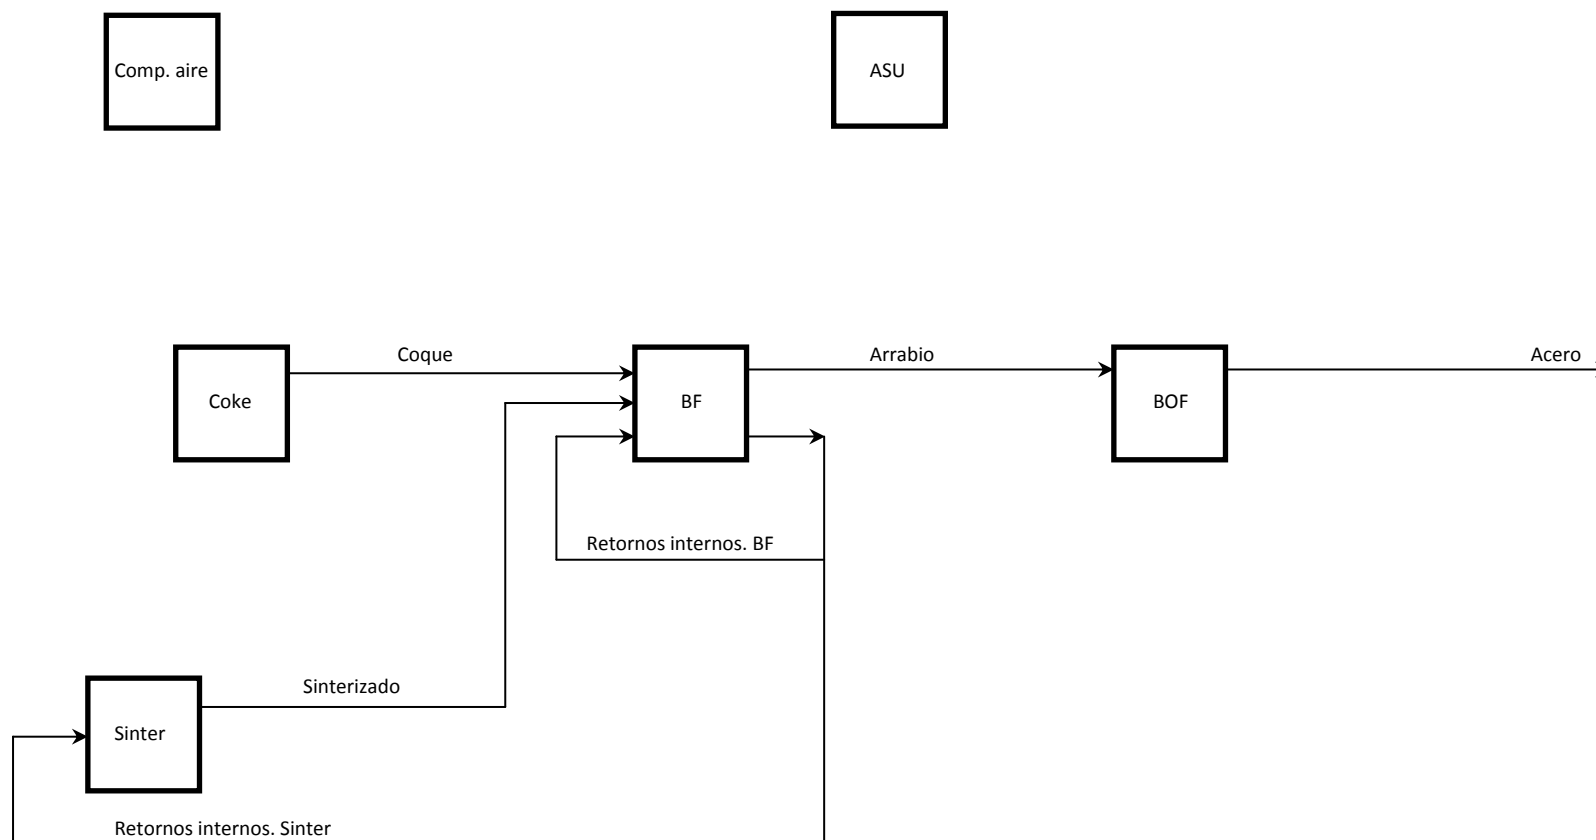 Comp. aire
ASU
Coque
Arrabio
Acero
Coke
BF
BOF
Retornos internos. BF
Sinterizado
Sinter
Retornos internos. Sinter